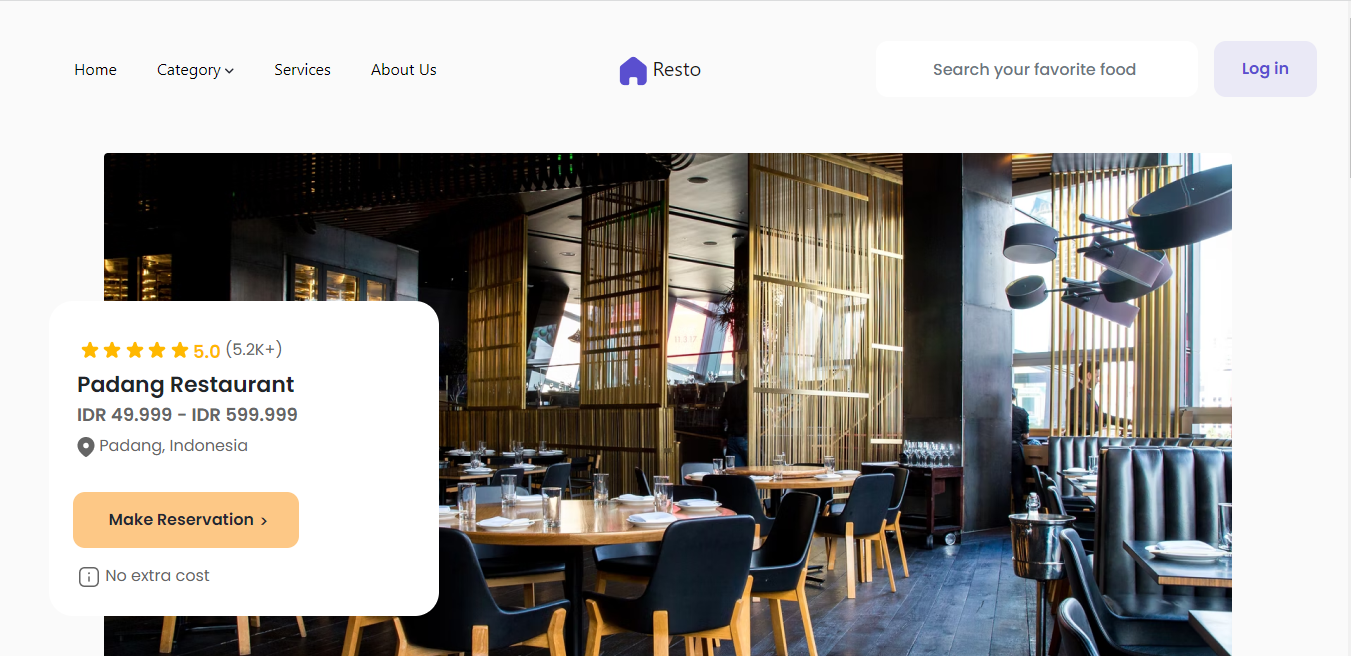 Home Category Services About Us Resto Search your favorite food Log in
5.0 (5.2K+)
Padang Restaurant
IDR 49.999 - IDR 599.999
Padang, Indonesia
Make Reservation ›
No extra cost